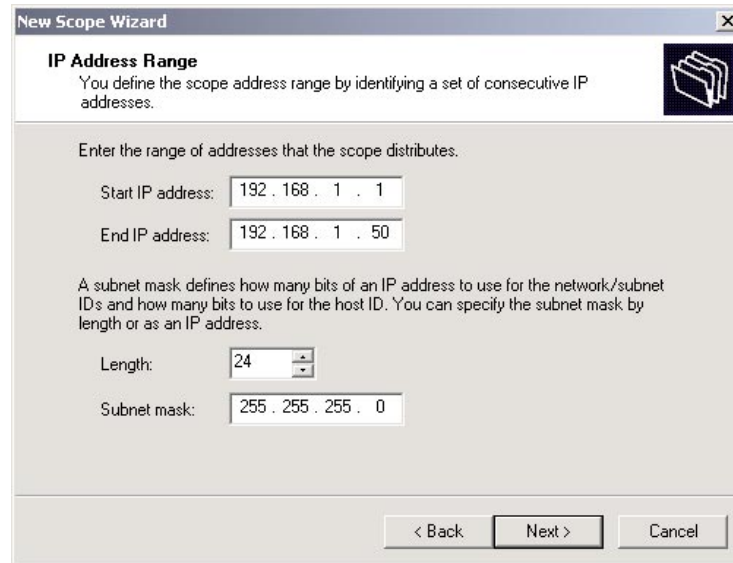 New Scope Wizard
IP Address Range
You define the scope address range by identifying a set of consecutive IP
addresses.
Enter the range of addresses that the scope distributes.
Start IP address: 192 . 168 . 1 . 1
End IP address: 192 . 168 . 1 . 50
A subnet mask defines how many bits of an IP address to use for the network/subnet
IDs and how many bits to use for the host ID. You can specify the subnet mask by
length or as an IP address.
Length: 24
Subnet mask: 255 . 255 . 255 . 0
< Back Next > Cancel